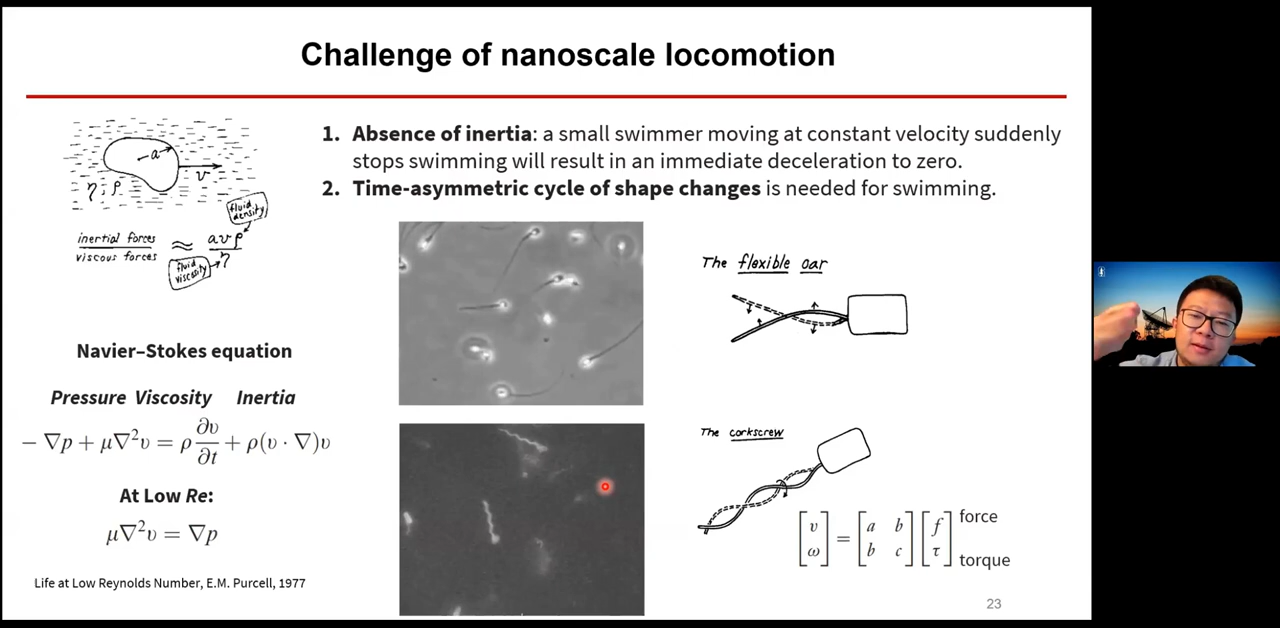 Challenge of nanoscale locomotion
a
v
η, ρ
fluid density
inertial forces / viscous forces ≈ avρ / η
fluid viscosity
1. Absence of inertia: a small swimmer moving at constant velocity suddenly
stops swimming will result in an immediate deceleration to zero.
2. Time-asymmetric cycle of shape changes is needed for swimming.
The flexible oar
Navier–Stokes equation
Pressure Viscosity Inertia
− ∇p + μ∇²υ = ρ ∂υ/∂t + ρ(υ · ∇)υ
At Low Re:
μ∇²υ = ∇p
The corkscrew
[υ ω] = [a b b c] [f τ]
force
torque
Life at Low Reynolds Number, E.M. Purcell, 1977
23